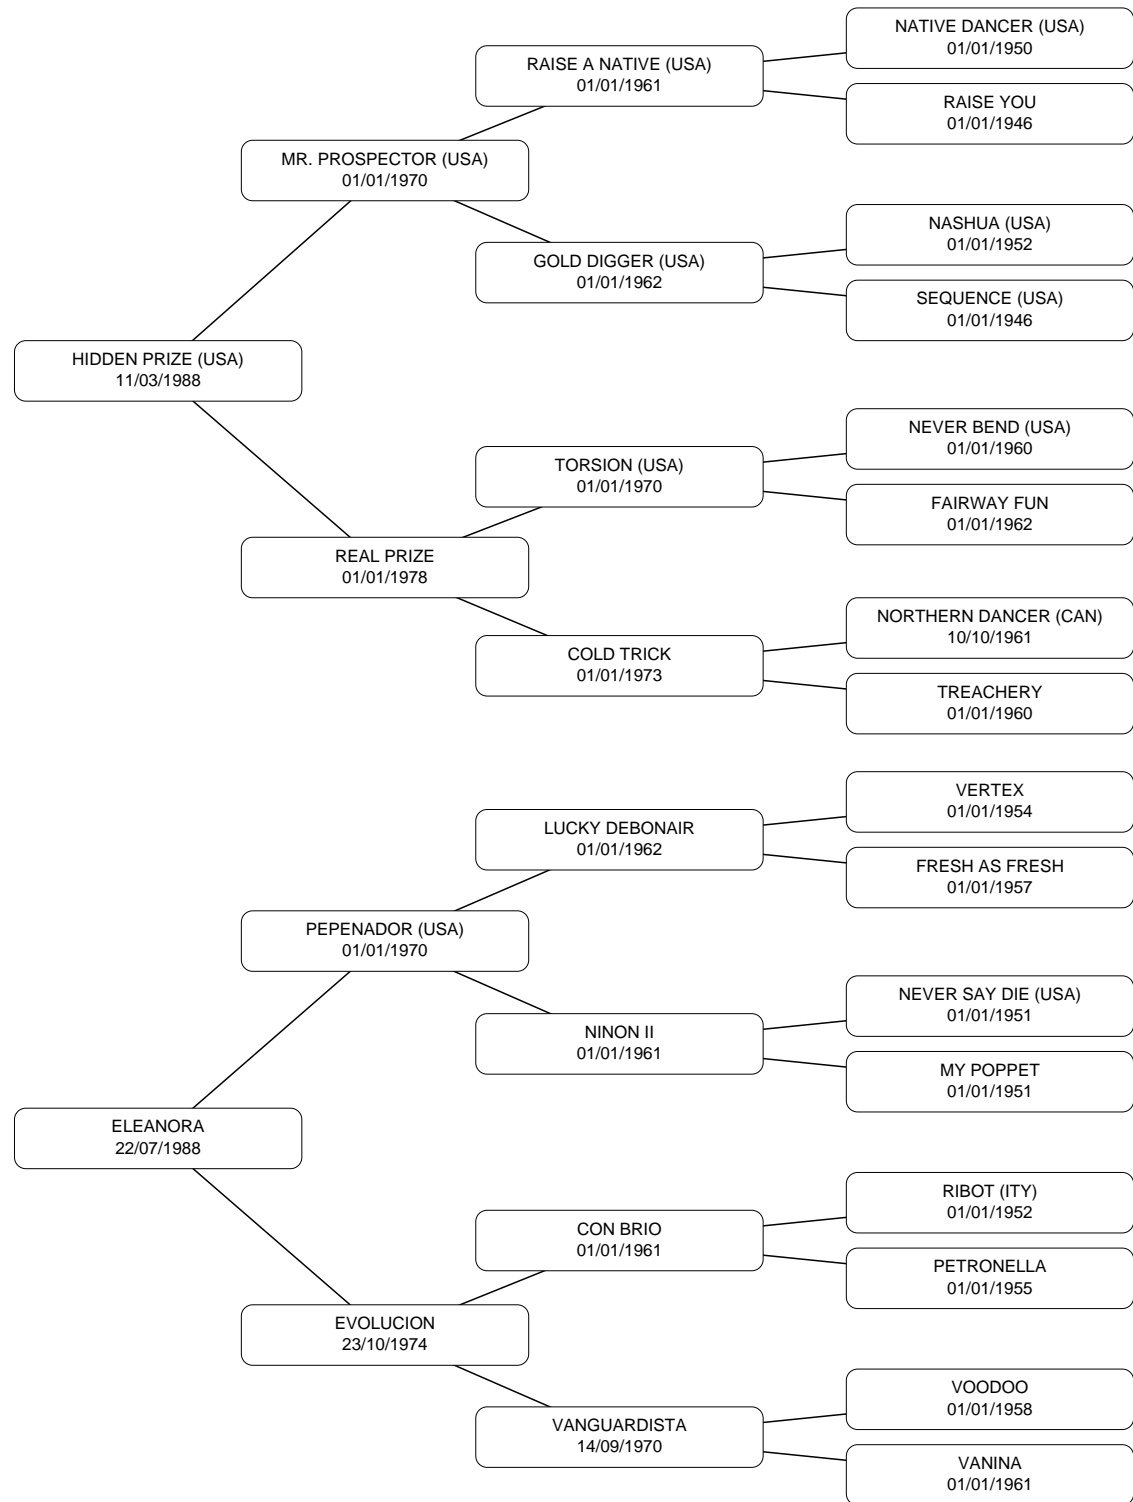 NATIVE DANCER (USA)
01/01/1950
RAISE A NATIVE (USA)
01/01/1961
RAISE YOU
01/01/1946
MR. PROSPECTOR (USA)
01/01/1970
NASHUA (USA)
01/01/1952
GOLD DIGGER (USA)
01/01/1962
SEQUENCE (USA)
01/01/1946
HIDDEN PRIZE (USA)
11/03/1988
NEVER BEND (USA)
01/01/1960
TORSION (USA)
01/01/1970
FAIRWAY FUN
01/01/1962
REAL PRIZE
01/01/1978
NORTHERN DANCER (CAN)
10/10/1961
COLD TRICK
01/01/1973
TREACHERY
01/01/1960
VERTEX
01/01/1954
LUCKY DEBONAIR
01/01/1962
FRESH AS FRESH
01/01/1957
PEPENADOR (USA)
01/01/1970
NEVER SAY DIE (USA)
01/01/1951
NINON II
01/01/1961
MY POPPET
01/01/1951
ELEANORA
22/07/1988
RIBOT (ITY)
01/01/1952
CON BRIO
01/01/1961
PETRONELLA
01/01/1955
EVOLUCION
23/10/1974
VOODOO
01/01/1958
VANGUARDISTA
14/09/1970
VANINA
01/01/1961